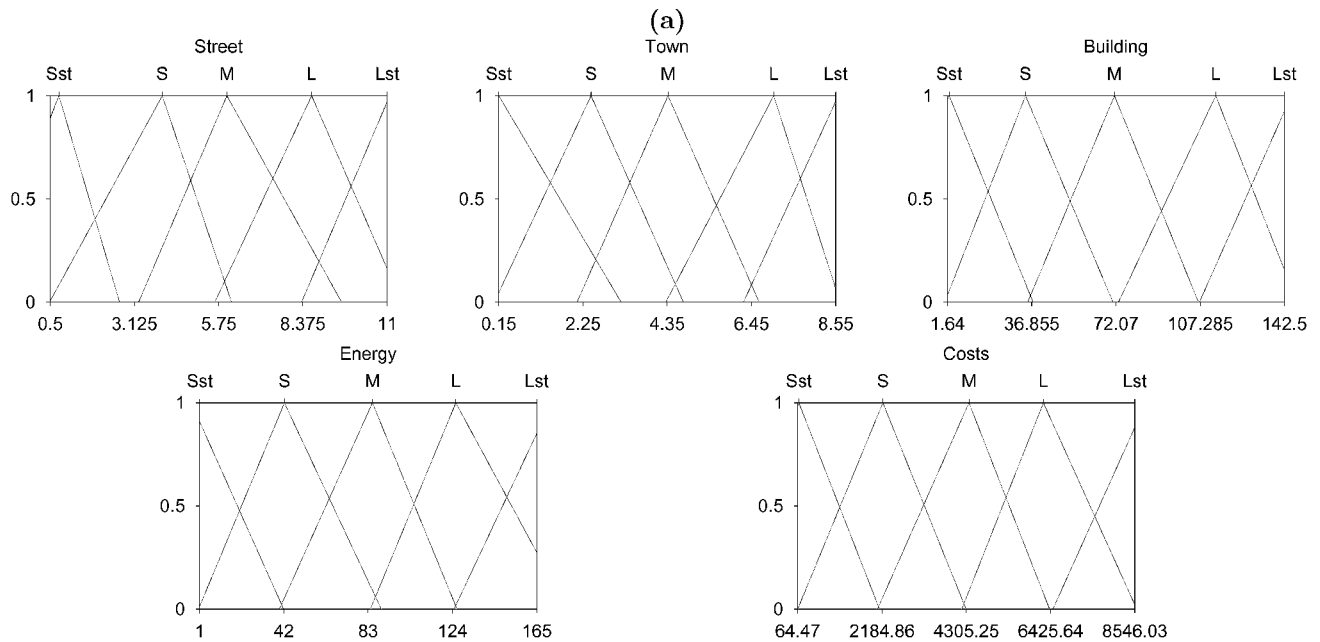 (a)
Street Town Building
Sst S M L Lst Sst S M L Lst Sst S M L Lst
1 1 1
0.5 0.5 0.5
0 0 0
0.5 3.125 5.75 8.375 11 0.15 2.25 4.35 6.45 8.55 1.64 36.855 72.07 107.285 142.5
Energy Costs
Sst S M L Lst Sst S M L Lst
1 1
0.5 0.5
0 0
1 42 83 124 165 64.47 2184.86 4305.25 6425.64 8546.03